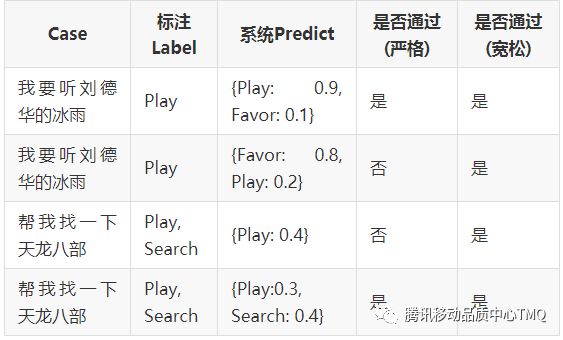 Case
标注
Label
系统Predict
是否通过
(严格)
是否通过
(宽松)
我要听刘德
华的冰雨
Play
{Play: 0.9,
Favor: 0.1}
是
是
我要听刘德
华的冰雨
Play
{Favor: 0.8,
Play: 0.2}
否
是
帮我找一下
天龙八部
Play,
Search
{Play: 0.4}
否
是
帮我找一下
天龙八部
Play,
Search
{Play:0.3,
Search: 0.4}
是
是
腾讯移动品质中心TMQ